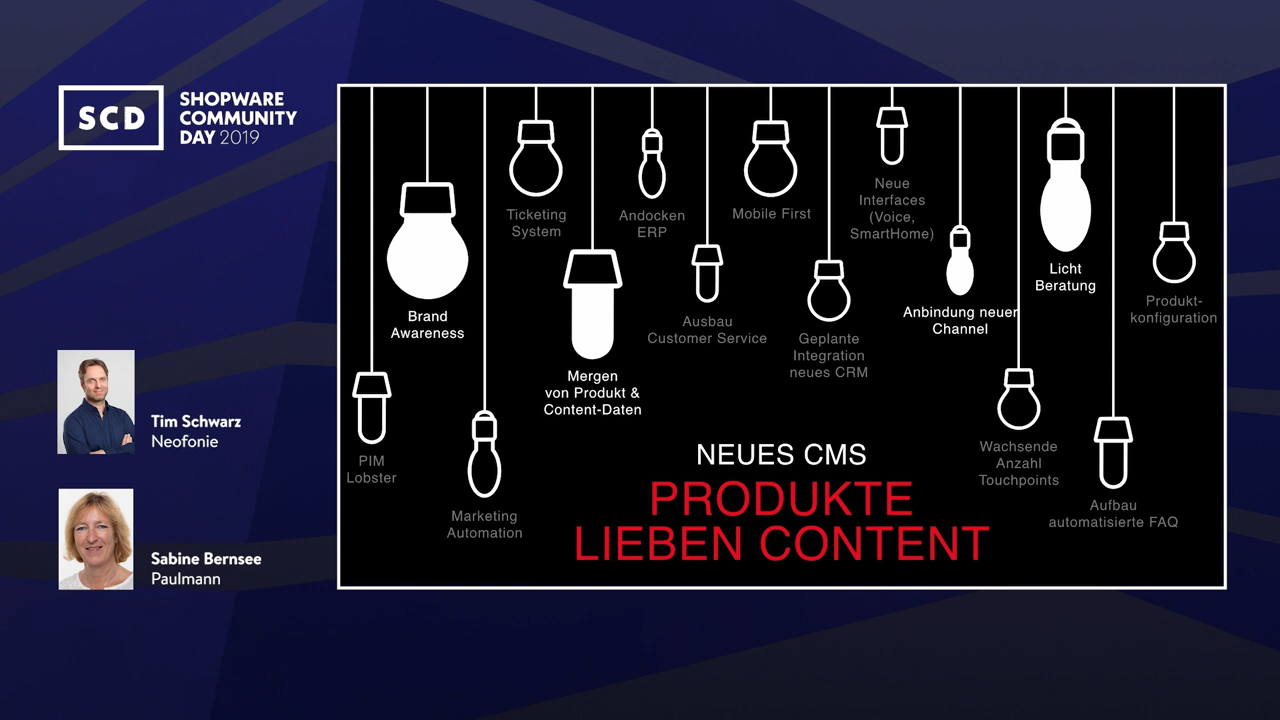 SCD
SHOPWARE
COMMUNITY
DAY 2019
Tim Schwarz
Neofonie
Sabine Bernsee
Paulmann
PIM
Lobster
Brand
Awareness
Marketing
Automation
Ticketing
System
Mergen
von Produkt &
Content-Daten
Andocken
ERP
Ausbau
Customer Service
Mobile First
Geplante
Integration
neues CRM
Neue
Interfaces
(Voice,
SmartHome)
Anbindung neuer
Channel
Wachsende
Anzahl
Touchpoints
Licht
Beratung
Aufbau
automatisierte FAQ
Produkt-
konfiguration
NEUES CMS
PRODUKTE
LIEBEN CONTENT